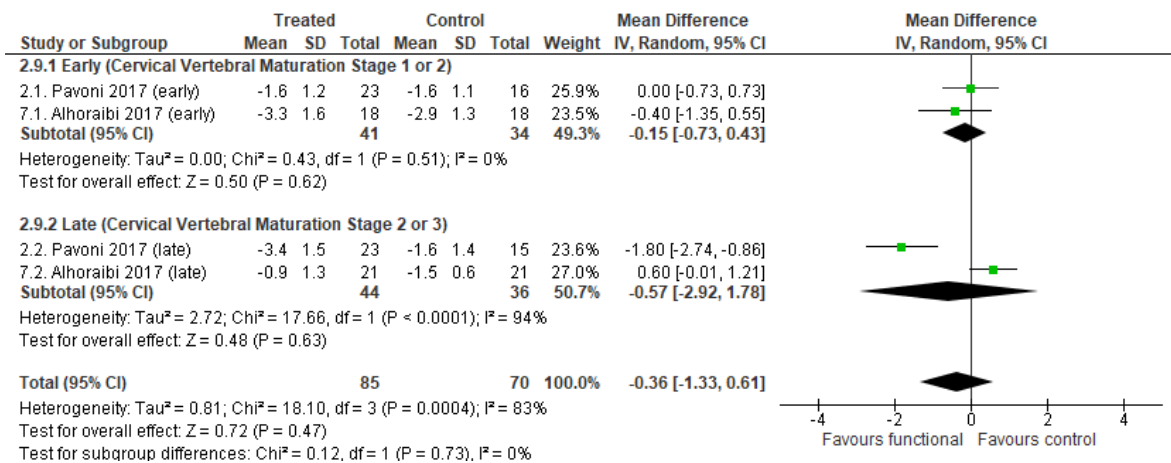 Treated Control Mean Difference Mean Difference
Study or Subgroup Mean SD Total Mean SD Total Weight IV, Random, 95% CI IV, Random, 95% CI
2.9.1 Early (Cervical Vertebral Maturation Stage 1 or 2)
2.1. Pavoni 2017 (early) -1.6 1.2 23 -1.6 1.1 16 25.9% 0.00 [-0.73, 0.73]
7.1. Alhoraibi 2017 (early) -3.3 1.6 18 -2.9 1.3 18 23.5% -0.40 [-1.35, 0.55]
Subtotal (95% CI) 41 34 49.3% -0.15 [-0.73, 0.43]
Heterogeneity: Tau² = 0.00; Chi² = 0.43, df = 1 (P = 0.51); I² = 0%
Test for overall effect: Z = 0.50 (P = 0.62)
2.9.2 Late (Cervical Vertebral Maturation Stage 2 or 3)
2.2. Pavoni 2017 (late) -3.4 1.5 23 -1.6 1.4 15 23.6% -1.80 [-2.74, -0.86]
7.2. Alhoraibi 2017 (late) -0.9 1.3 21 -1.5 0.6 21 27.0% 0.60 [-0.01, 1.21]
Subtotal (95% CI) 44 36 50.7% -0.57 [-2.92, 1.78]
Heterogeneity: Tau² = 2.72; Chi² = 17.66, df = 1 (P < 0.0001); I² = 94%
Test for overall effect: Z = 0.48 (P = 0.63)
Total (95% CI) 85 70 100.0% -0.36 [-1.33, 0.61]
Heterogeneity: Tau² = 0.81; Chi² = 18.10, df = 3 (P = 0.0004); I² = 83%
Test for overall effect: Z = 0.72 (P = 0.47)
Test for subgroup differences: Chi² = 0.12, df = 1 (P = 0.73), I² = 0%
-4 -2 0 2 4
Favours functional Favours control